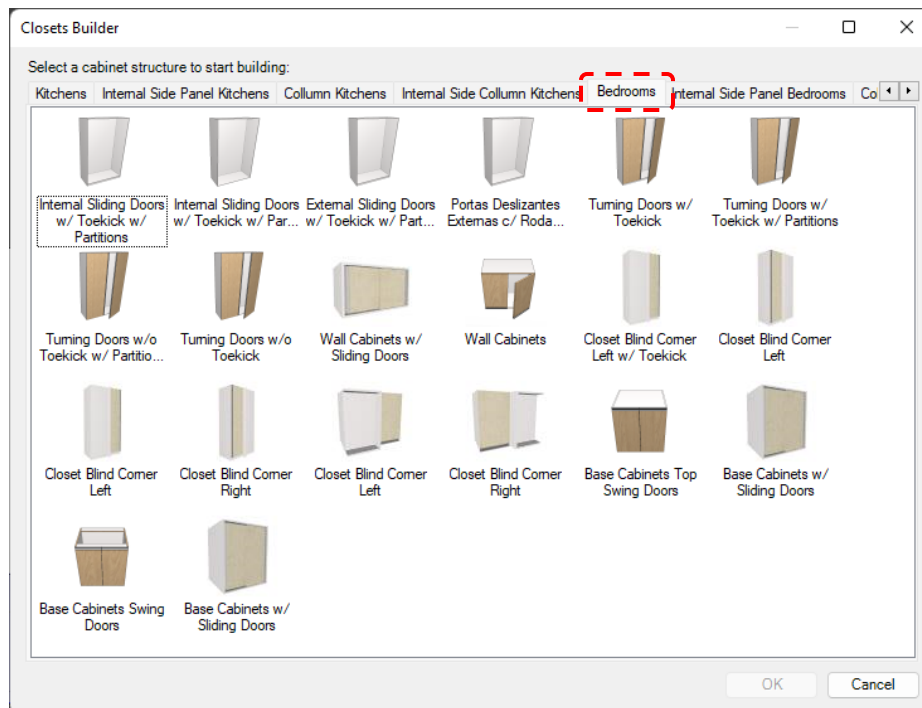 Closets Builder
Select a cabinet structure to start building:
Kitchens Internal Side Panel Kitchens Collumn Kitchens Internal Side Collumn Kitchens Bedrooms Internal Side Panel Bedrooms Co
Internal Sliding Doors Internal Sliding Doors External Sliding Doors Portas Deslizantes Turning Doors w/ Turning Doors w/
w/ Toekick w/ w/ Toekick w/ Par... w/ Toekick w/ Part... Externas c/ Roda... Toekick Toekick w/ Partitions
Partitions
Turning Doors w/o Turning Doors w/o Wall Cabinets w/ Wall Cabinets Closet Blind Corner Closet Blind Corner
Toekick w/ Partitio... Toekick Sliding Doors Left w/ Toekick Left
Closet Blind Corner Closet Blind Corner Closet Blind Corner Closet Blind Corner Base Cabinets Top Base Cabinets w/
Left Right Left Right Swing Doors Sliding Doors
Base Cabinets Swing Base Cabinets w/
Doors Sliding Doors
OK Cancel